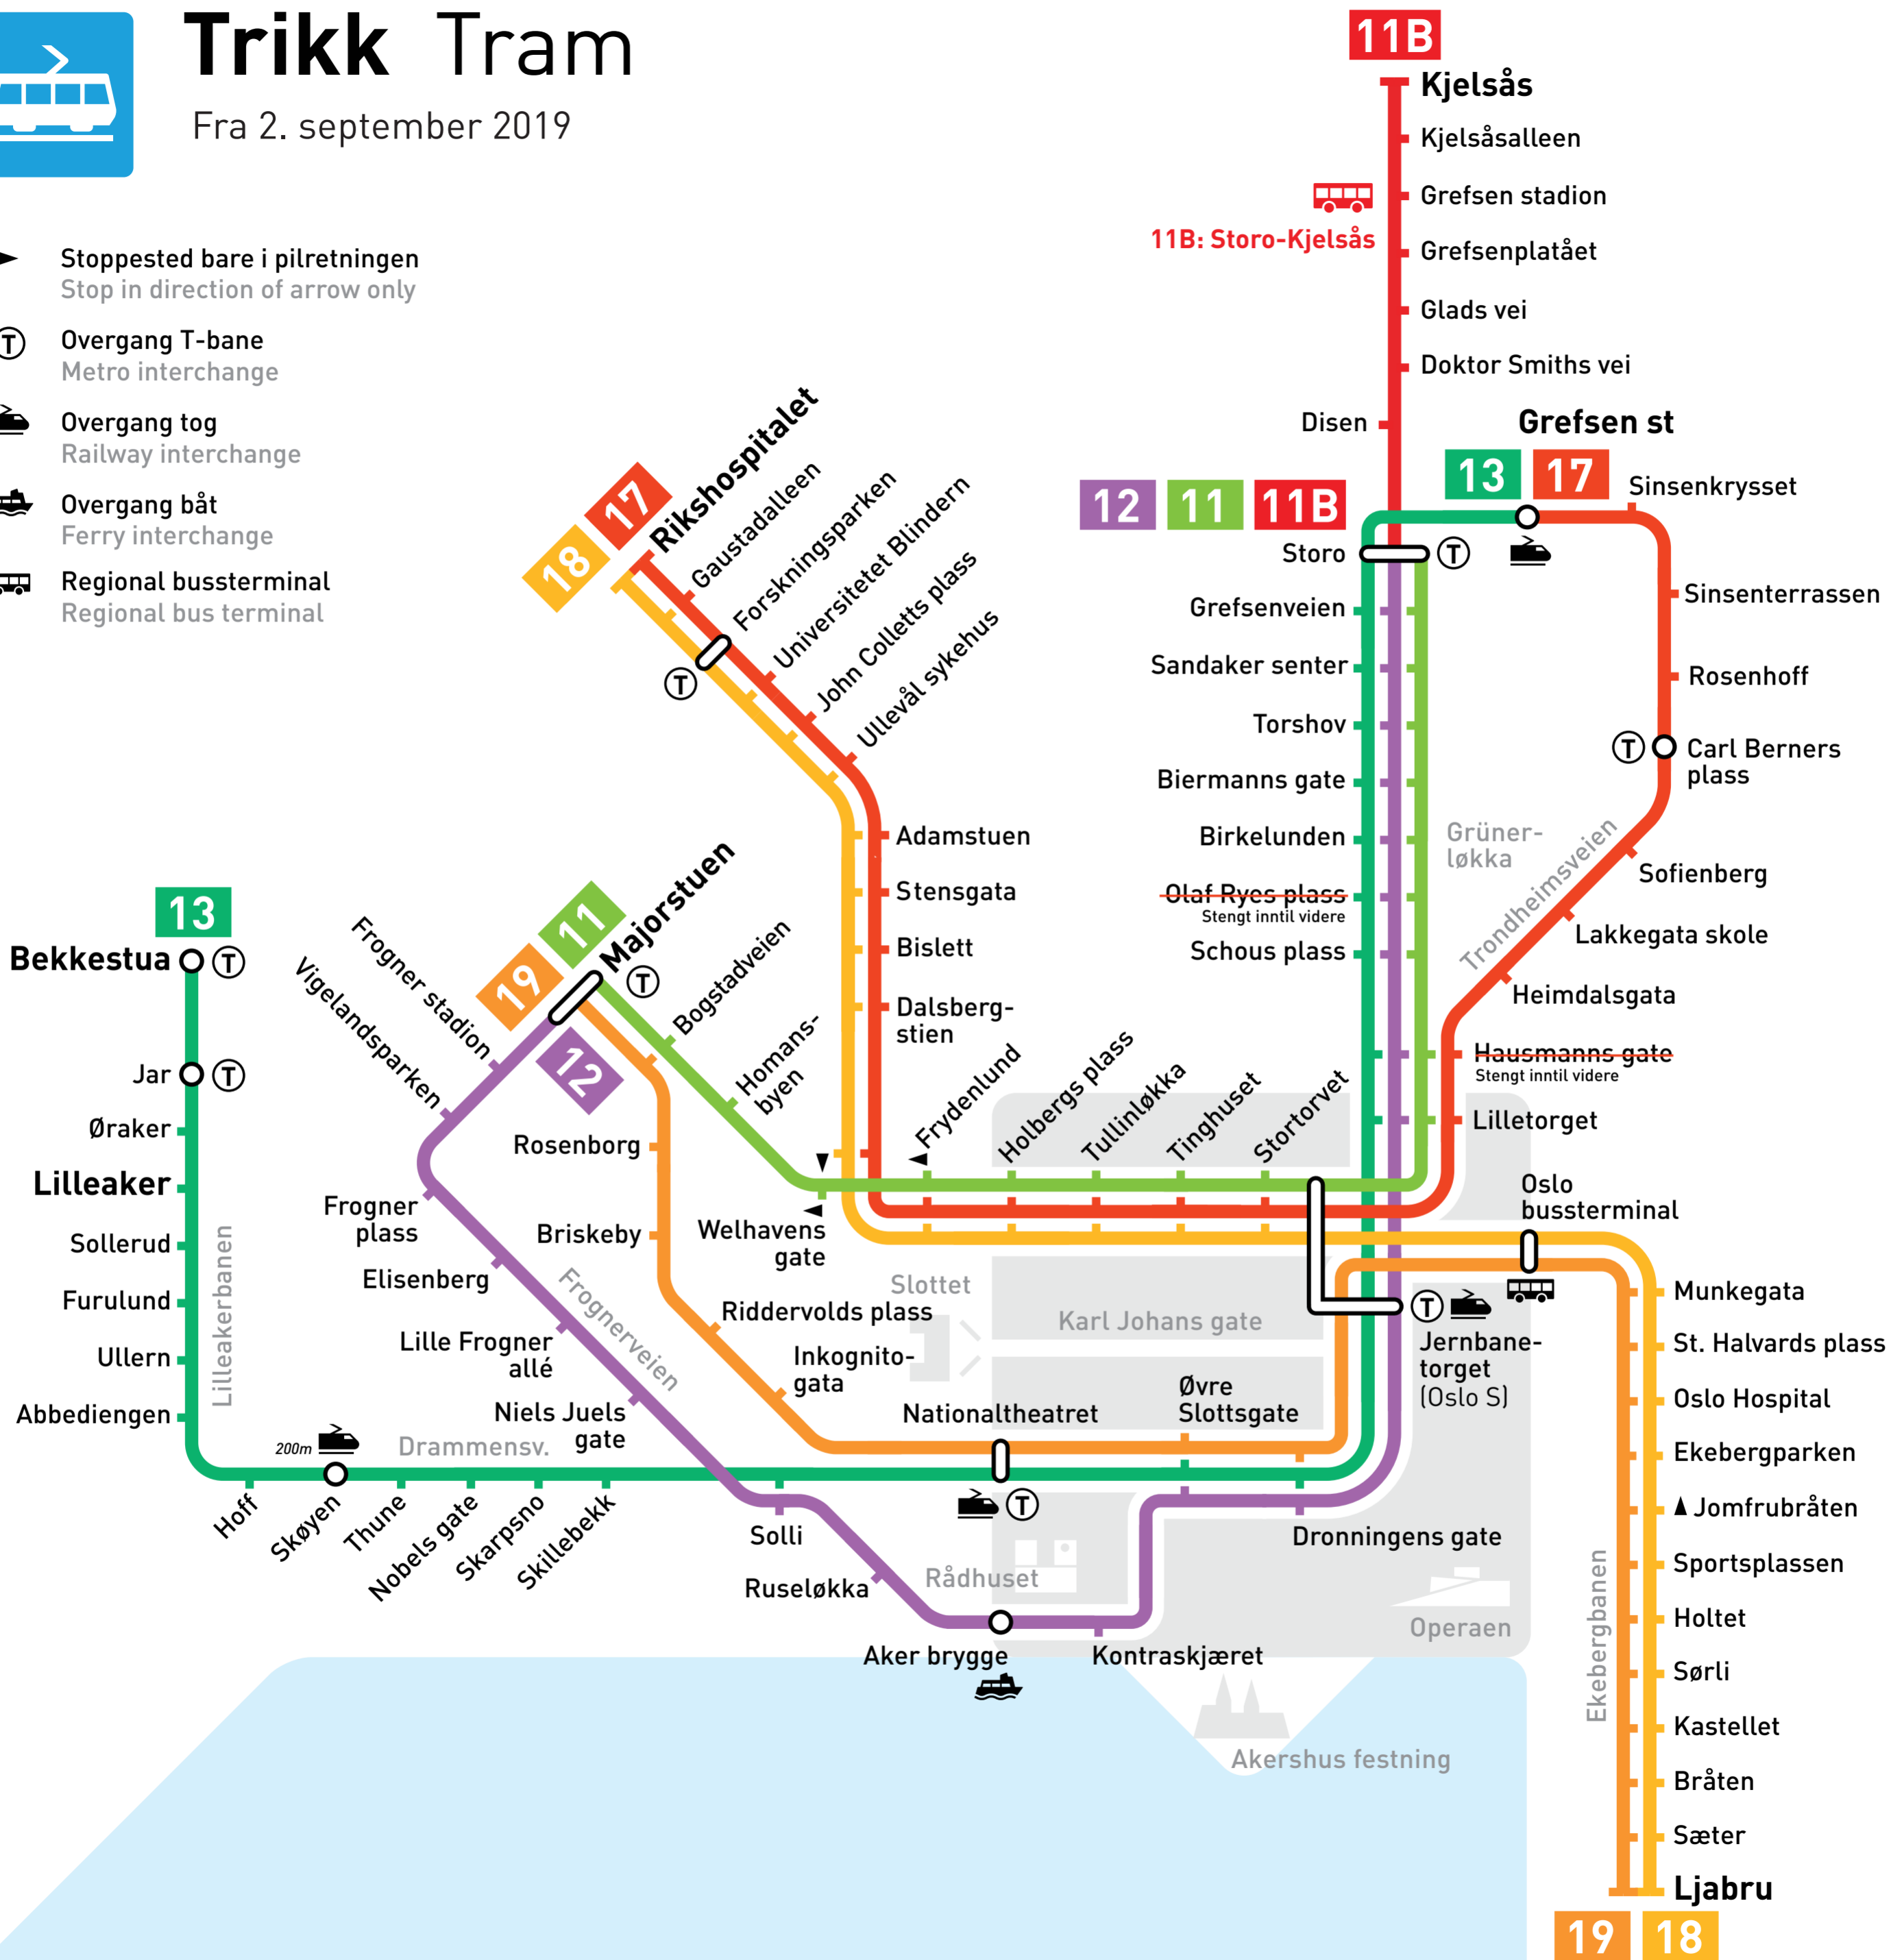 Trikk Tram
Fra 2. september 2019
Stoppested bare i pilretningen
Stop in direction of arrow only
T
Overgang T-bane
Metro interchange
Overgang tog
Railway interchange
Overgang båt
Ferry interchange
Regional bussterminal
Regional bus terminal
11B
Kjelsås
Kjelsåsalleen
Grefsen stadion
11B: Storo-Kjelsås
Grefsenplatået
Glads vei
Doktor Smiths vei
Disen
Grefsen st
13 17
Sinsenkrysset
12 11 11B
Storo
T
Grefsenveien
Sandaker senter
Torshov
Biermanns gate
Birkelunden
Olaf Ryes plass
Stengt inntil videre
Schous plass
Grüner-
løkka
Sinsenterrassen
Rosenhoff
T
Carl Berners
plass
Trondheimsveien
Sofienberg
Lakkegata skole
Heimdalsgata
Hausmanns gate
Stengt inntil videre
Lilletorget
18 17
Rikshospitalet
Gaustadalleen
Forskningsparken
T
Universitetet Blindern
John Colletts plass
Ullevål sykehus
Adamstuen
Stensgata
Bislett
Dalsberg-
stien
Frydenlund
Holbergs plass
Tullinløkka
Tinghuset
Stortorvet
19 11
Majorstuen
T
12
Bogstadveien
Homans-
byen
Welhavens
gate
Frogner stadion
Vigelandsparken
Frogner
plass
Elisenberg
Lille Frogner
allé
Niels Juels
gate
Frognerveien
Rosenborg
Briskeby
Riddervolds plass
Inkognito-
gata
Slottet
Karl Johans gate
Nationaltheatret
T
Øvre
Slottsgate
Dronningens gate
T
Jernbane-
torget
(Oslo S)
Oslo
bussterminal
13
Bekkestua
T
Jar
T
Øraker
Lilleaker
Sollerud
Furulund
Ullern
Abbediengen
Lilleakerbanen
200m
Drammensv.
Hoff
Skøyen
Thune
Nobels gate
Skarpsno
Skillebekk
Solli
Ruseløkka
Rådhuset
Aker brygge
Kontraskjæret
Operaen
Akershus festning
Munkegata
St. Halvards plass
Oslo Hospital
Ekebergparken
Jomfrubråten
Sportsplassen
Holtet
Sørli
Kastellet
Bråten
Sæter
Ljabru
Ekebergbanen
19 18